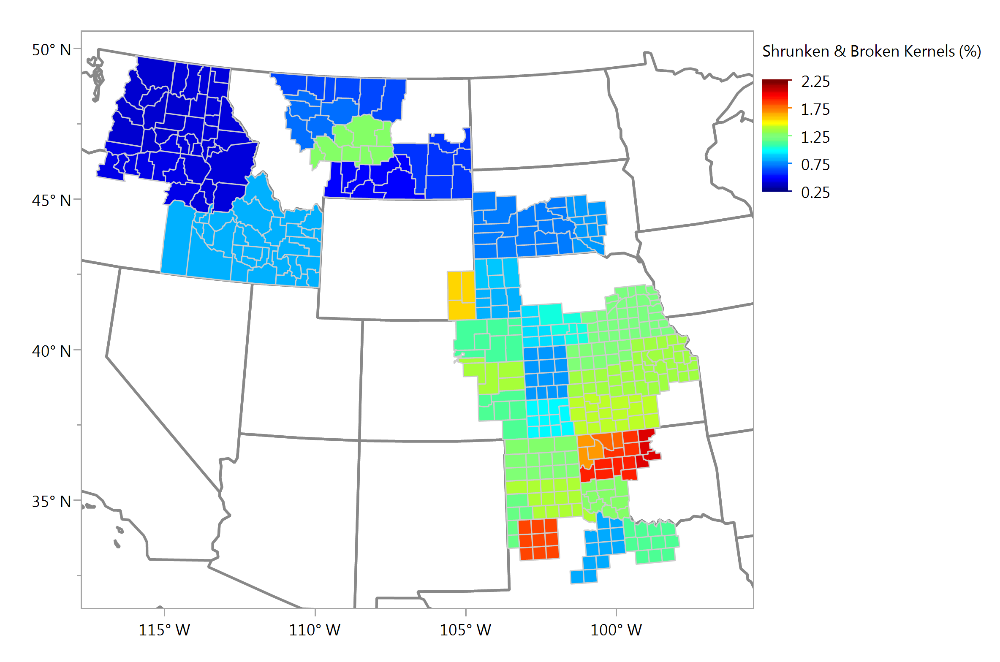 Shrunken & Broken Kernels (%)
2.25
1.75
1.25
0.75
0.25
50° N
45° N
40° N
35° N
115° W
110° W
105° W
100° W